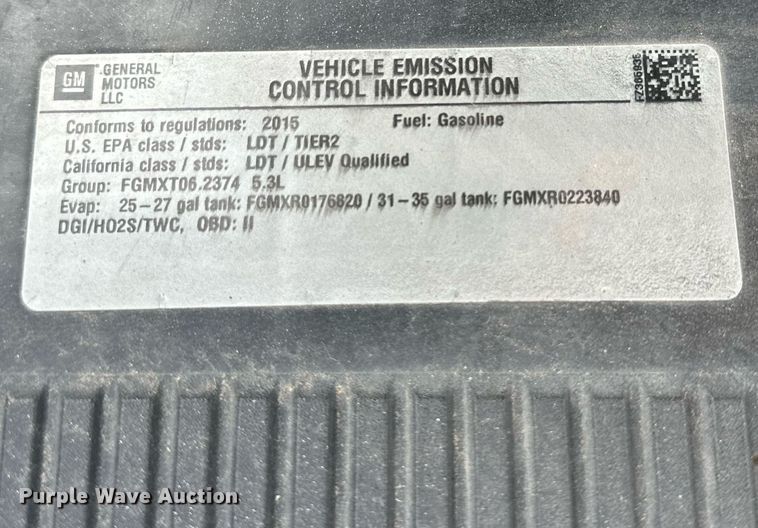 GM GENERAL MOTORS LLC
VEHICLE EMISSION
CONTROL INFORMATION
Conforms to regulations: 2015 Fuel: Gasoline
U.S. EPA class / stds: LDT / TIER2
California class / stds: LDT / ULEV Qualified
Group: FGMXT06.2374 5.3L
Evap: 25-27 gal tank: FGMXR0176820 / 31-35 gal tank: FGMXR0223840
DGI/HO2S/TWC, OBD: II
Purple Wave Auction